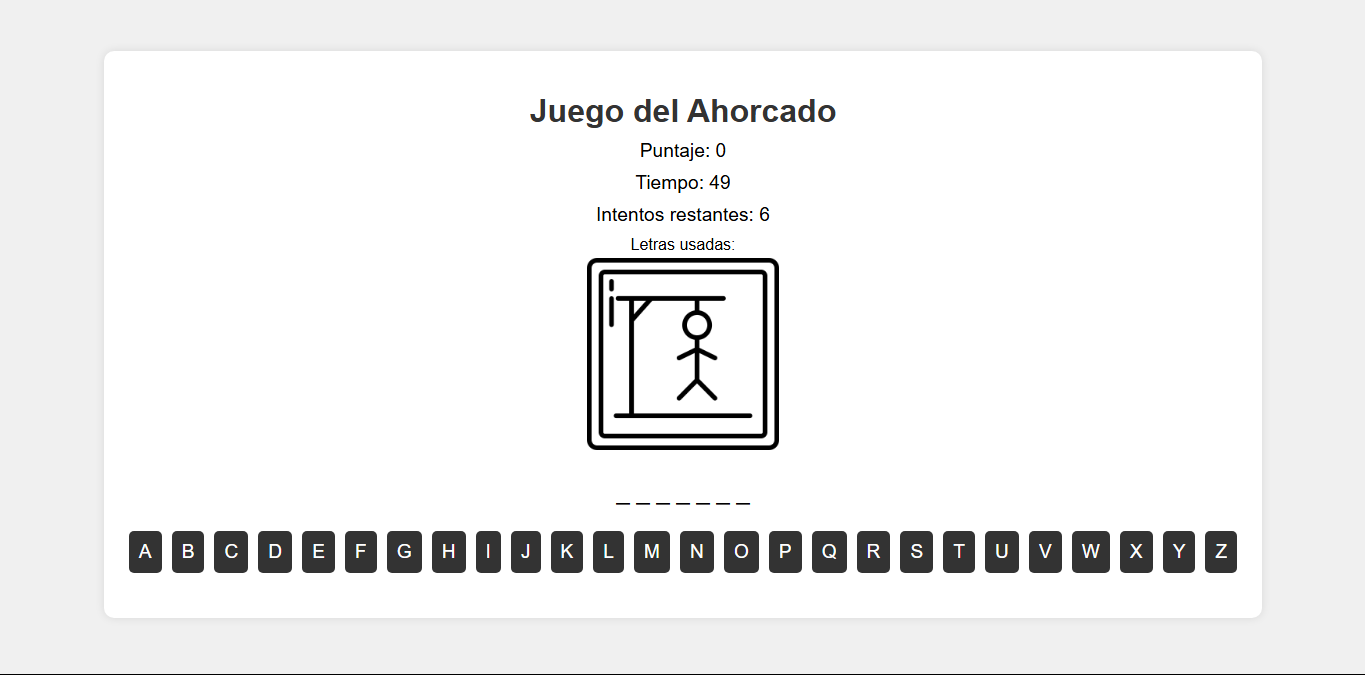 Juego del Ahorcado
Puntaje: 0
Tiempo: 49
Intentos restantes: 6
Letras usadas:
_ _ _ _ _ _ _
A B C D E F G H I J K L M N O P Q R S T U V W X Y Z